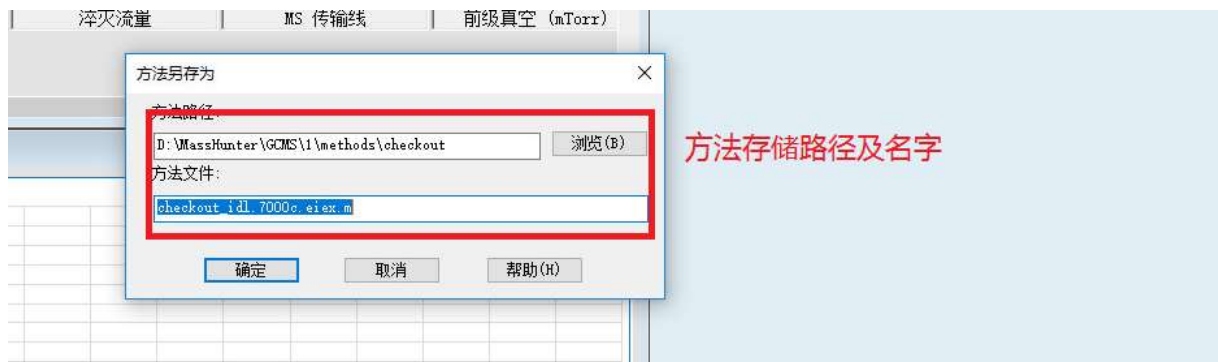 淬灭流量 | MS 传输线 | 前级真空 (mTorr)
方法另存为
方法路径:
D:\MassHunter\GCMS\1\methods\checkout 浏览(B)
方法存储路径及名字
方法文件:
checkout_idl.7000c.eiex.m
确定 取消 帮助(H)